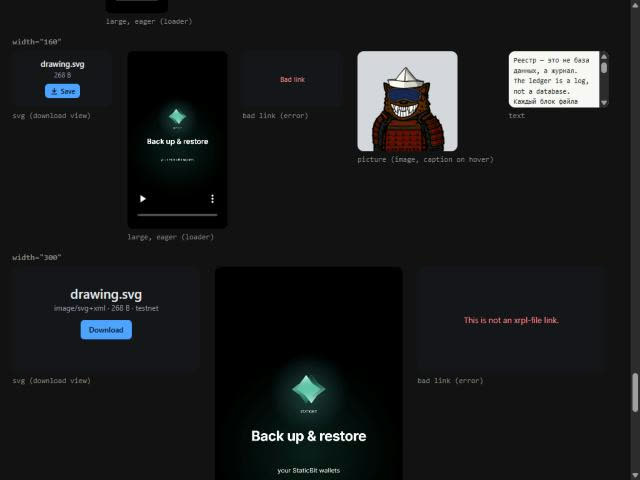 large, eager (loader)
width="160"
drawing.svg
268 B
Save
svg (download view)
Back up & restore
large, eager (loader)
Bad link
bad link (error)
picture (image, caption on hover)
Реестр — это не база
данных, а журнал.
The ledger is a log,
not a database.
Каждый блок файла
text
width="300"
drawing.svg
image/svg+xml · 268 B · testnet
Download
svg (download view)
Back up & restore
your StaticBit wallets
This is not an xrpl-file link.
bad link (error)